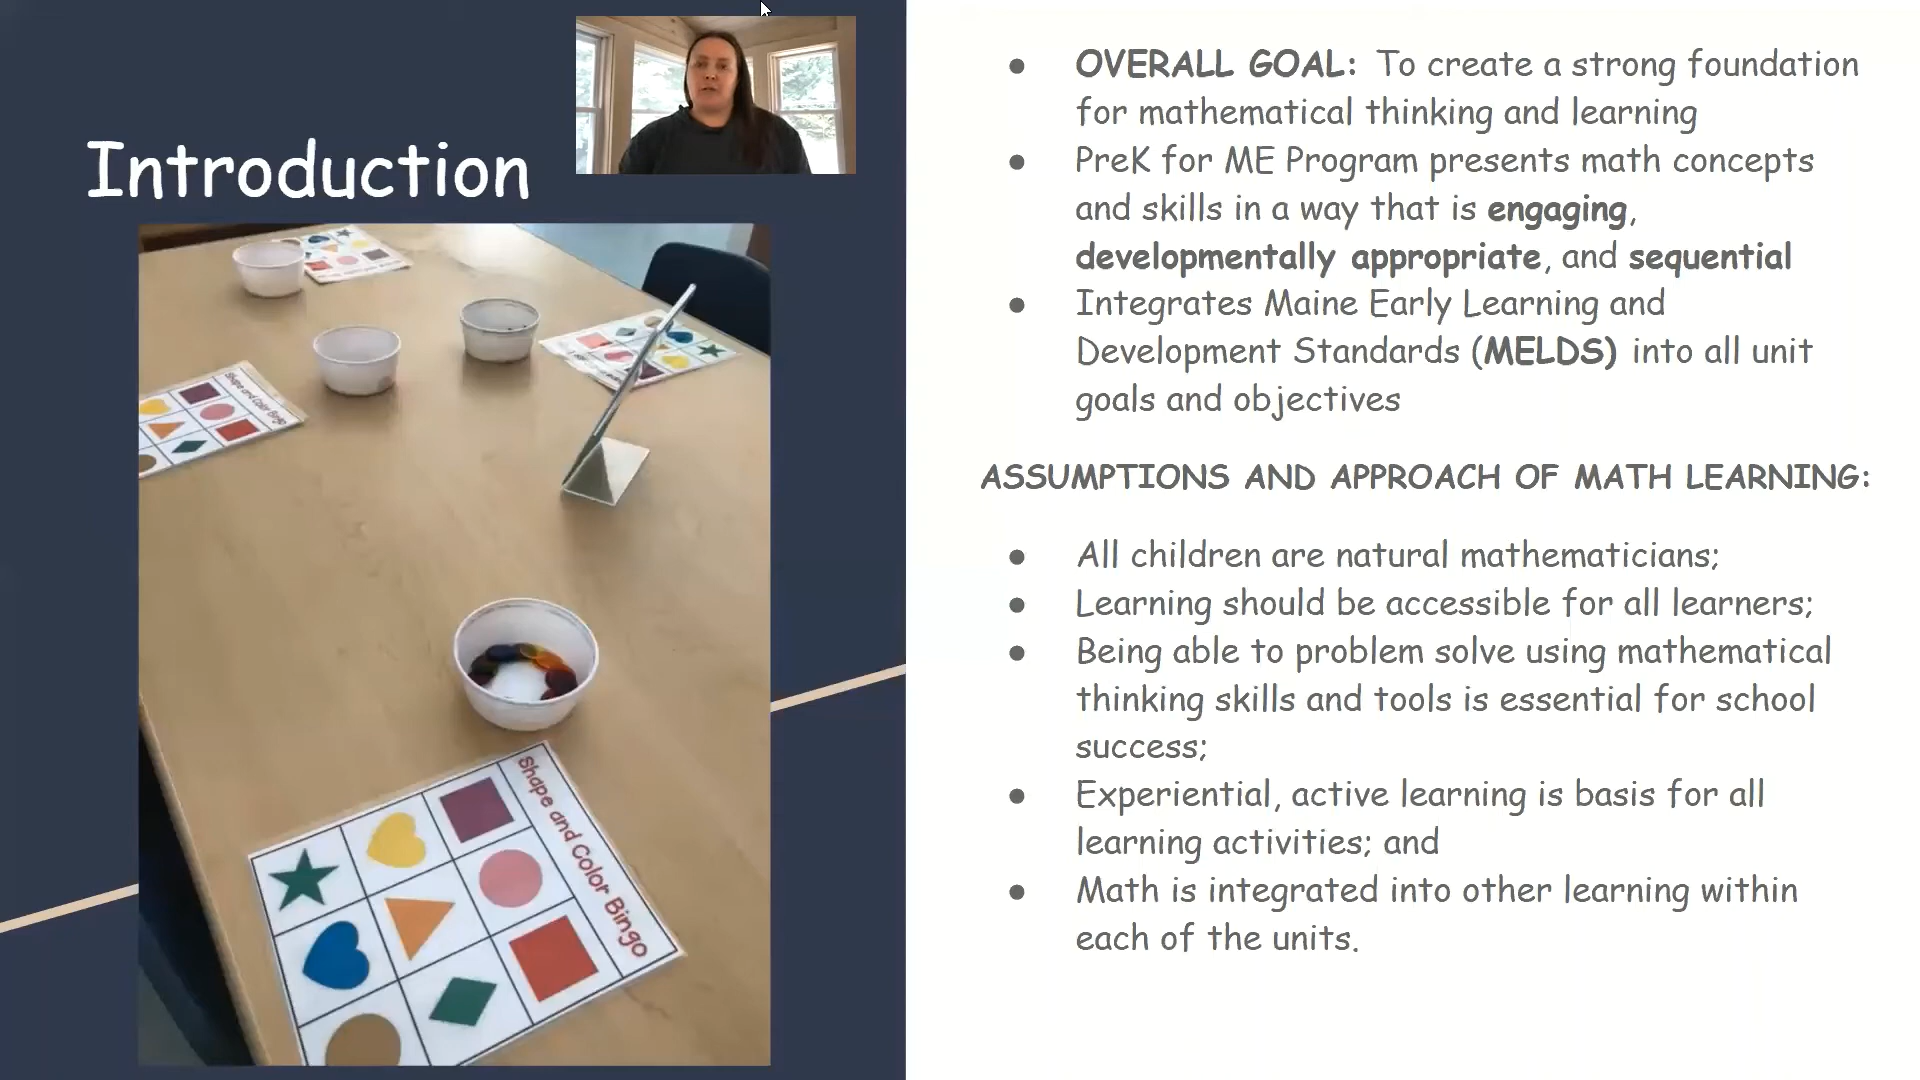 Introduction
Shape and Color Bingo
Shape and Color Bingo
● OVERALL GOAL: To create a strong foundation
for mathematical thinking and learning
● PreK for ME Program presents math concepts
and skills in a way that is engaging,
developmentally appropriate, and sequential
● Integrates Maine Early Learning and
Development Standards (MELDS) into all unit
goals and objectives
ASSUMPTIONS AND APPROACH OF MATH LEARNING:
● All children are natural mathematicians;
● Learning should be accessible for all learners;
● Being able to problem solve using mathematical
thinking skills and tools is essential for school
success;
● Experiential, active learning is basis for all
learning activities; and
● Math is integrated into other learning within
each of the units.